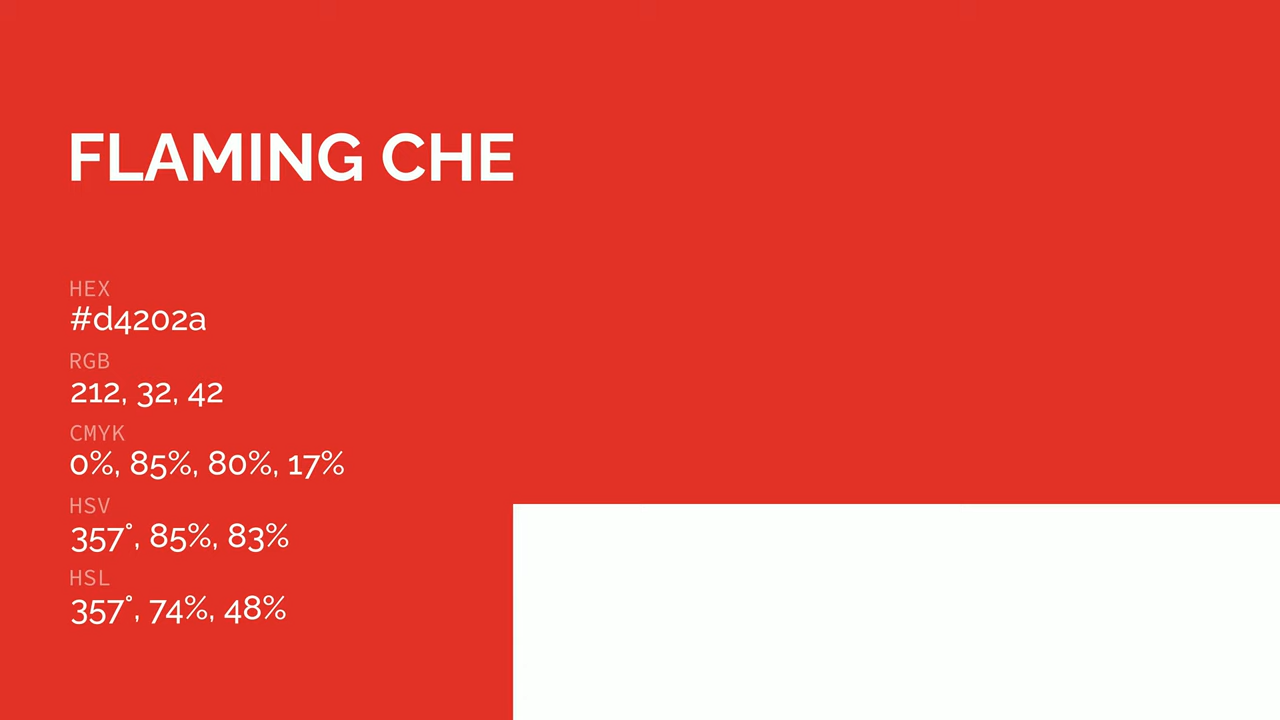 FLAMING CHE
HEX
#d4202a
RGB
212, 32, 42
CMYK
0%, 85%, 80%, 17%
HSV
357°, 85%, 83%
HSL
357°, 74%, 48%